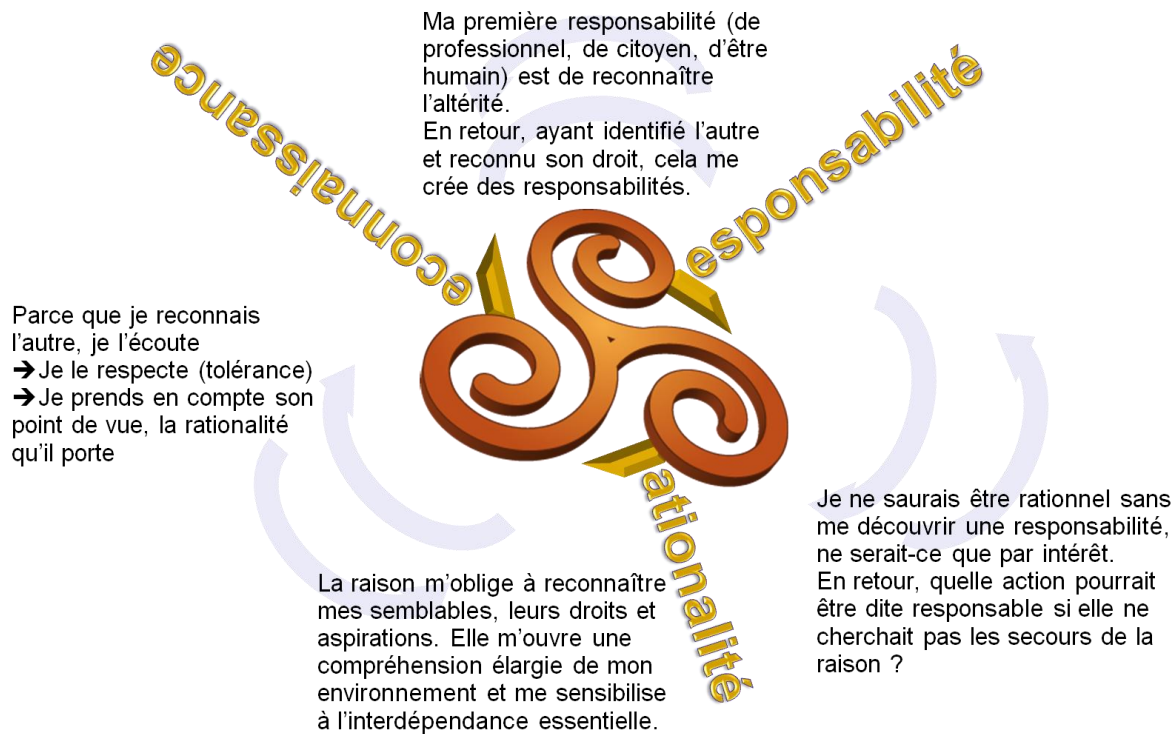 Ma première responsabilité (de
professionnel, de citoyen, d'être
humain) est de reconnaître
l'altérité.
En retour, ayant identifié l'autre
et reconnu son droit, cela me
crée des responsabilités.
econnaissance
esponsabilité
Parce que je reconnais
l'autre, je l'écoute
➔Je le respecte (tolérance)
➔Je prends en compte son
point de vue, la rationalité
qu'il porte
ationalité
Je ne saurais être rationnel sans
me découvrir une responsabilité,
ne serait-ce que par intérêt.
En retour, quelle action pourrait
être dite responsable si elle ne
cherchait pas les secours de la
raison ?
La raison m'oblige à reconnaître
mes semblables, leurs droits et
aspirations. Elle m'ouvre une
compréhension élargie de mon
environnement et me sensibilise
à l'interdépendance essentielle.